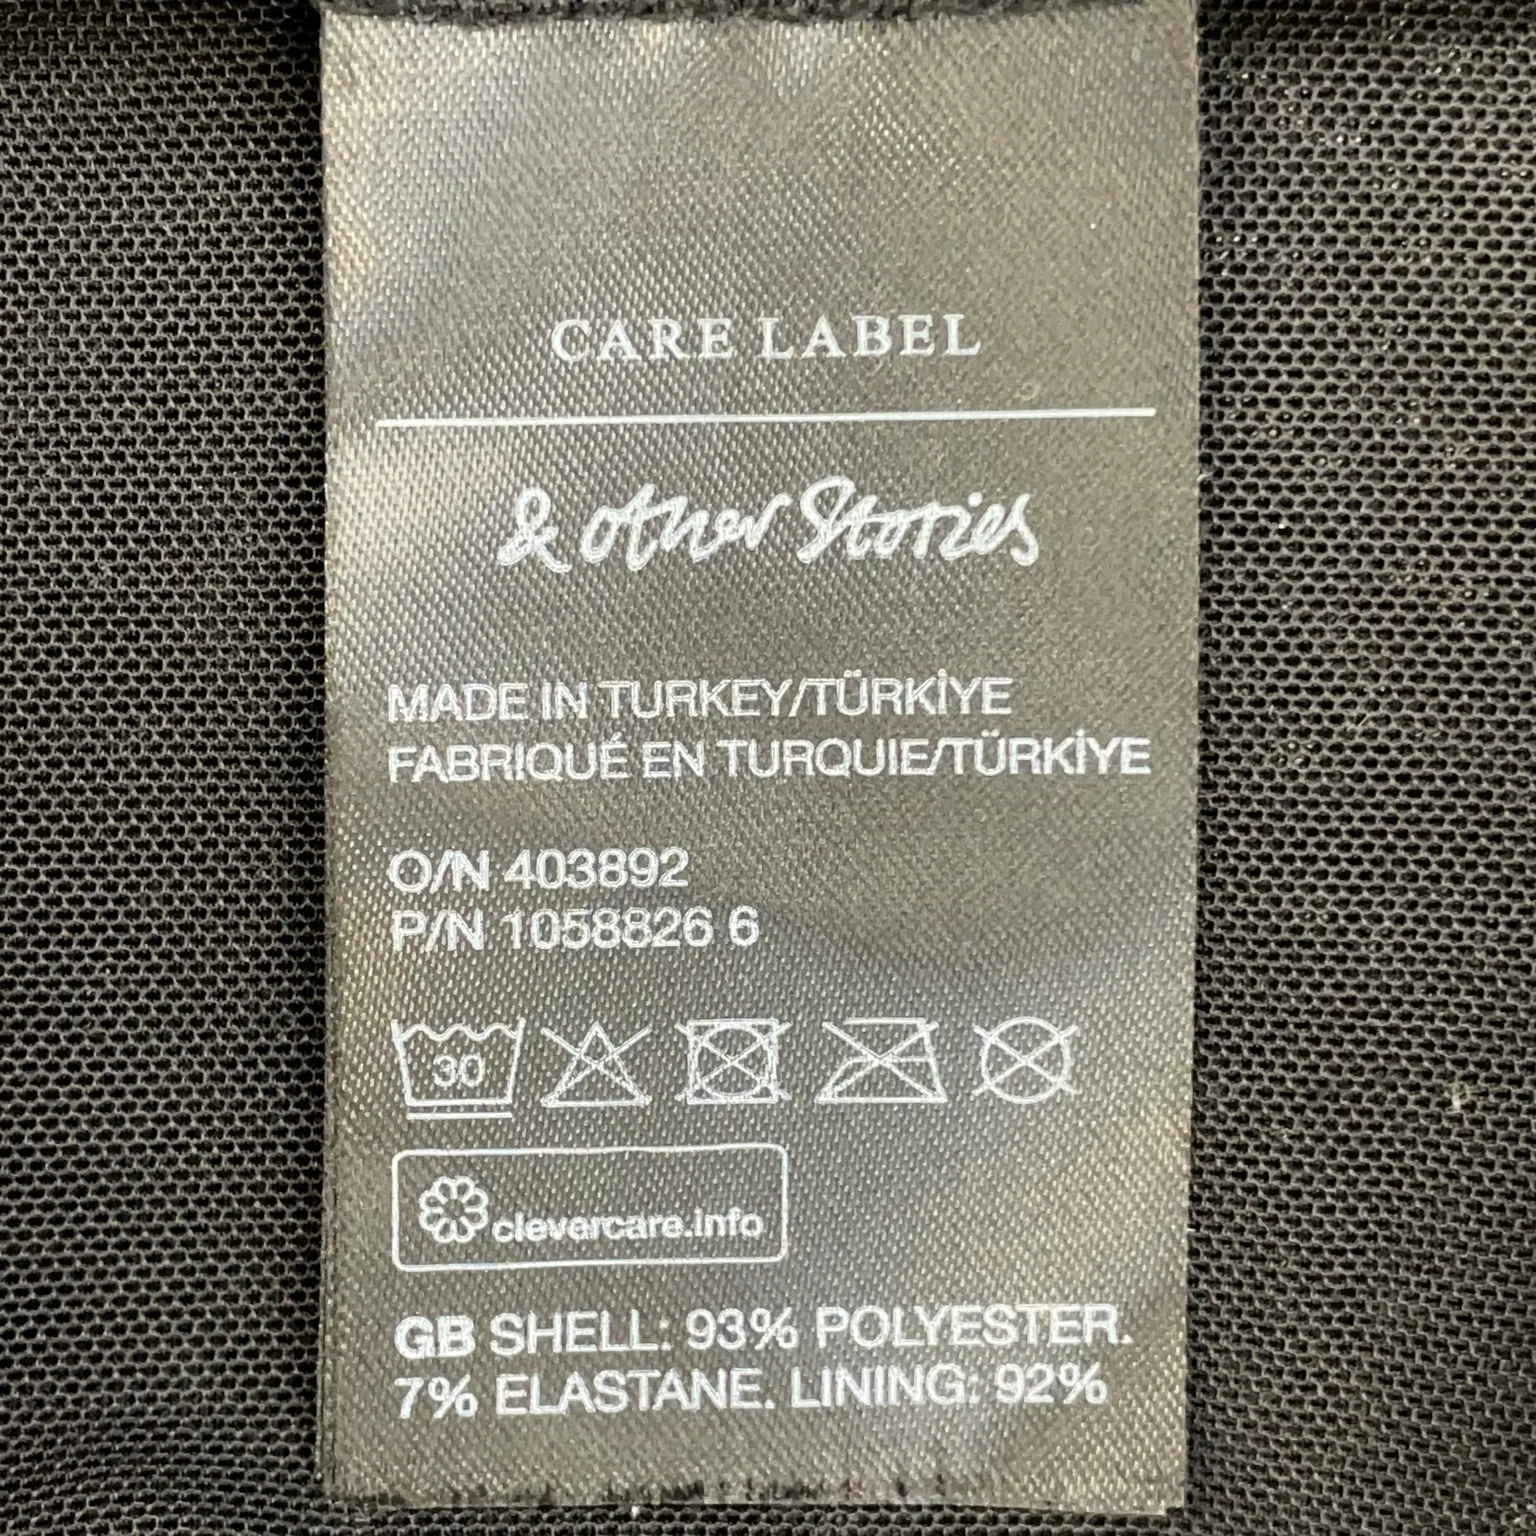 CARE LABEL
& other Stories
MADE IN TURKEY/TÜRKİYE
FABRIQUÉ EN TURQUIE/TÜRKİYE
O/N 403892
P/N 1058826 6
30
clevercare.info
GB SHELL: 93% POLYESTER.
7% ELASTANE. LINING: 92%